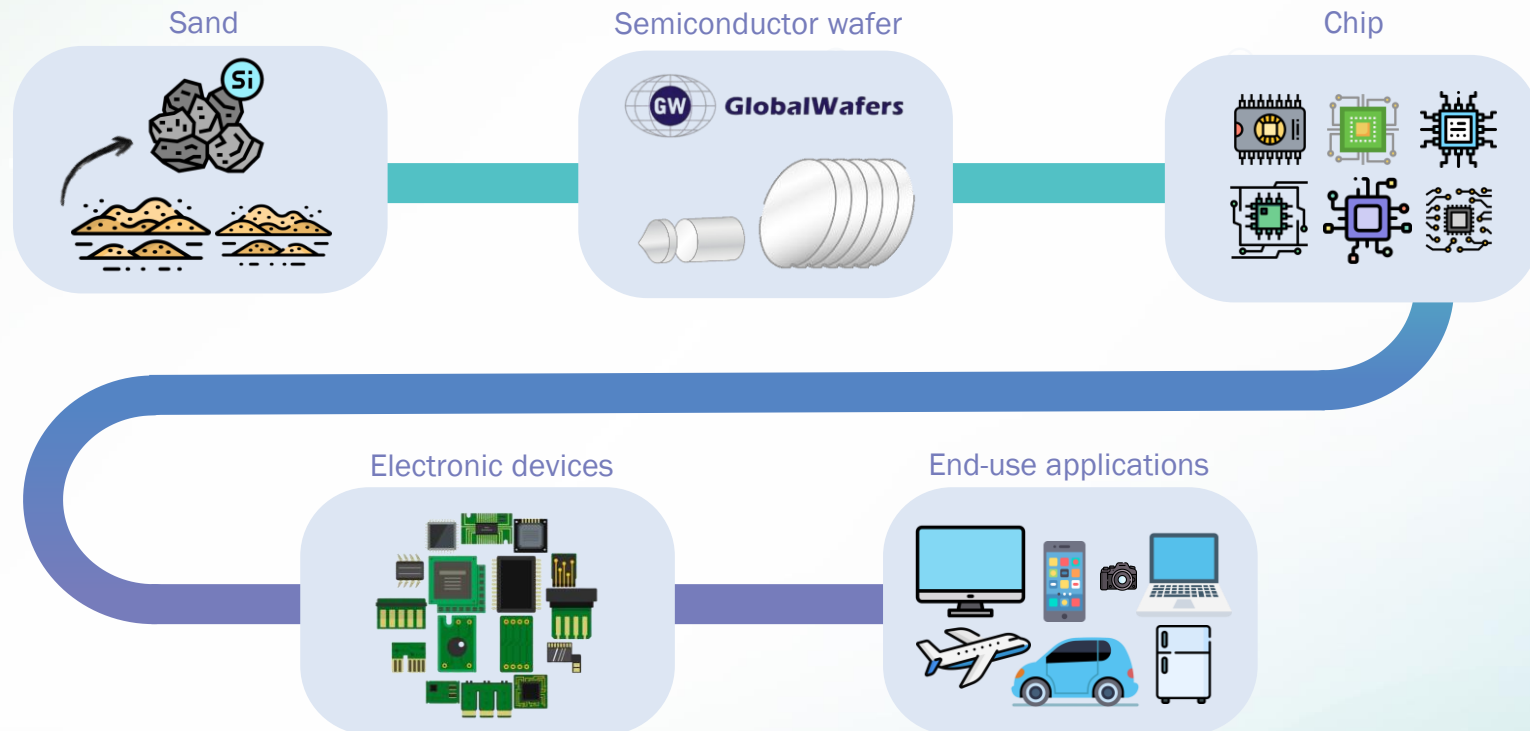 Sand
Semiconductor wafer
Chip
Si
GW GlobalWafers
Electronic devices
End-use applications